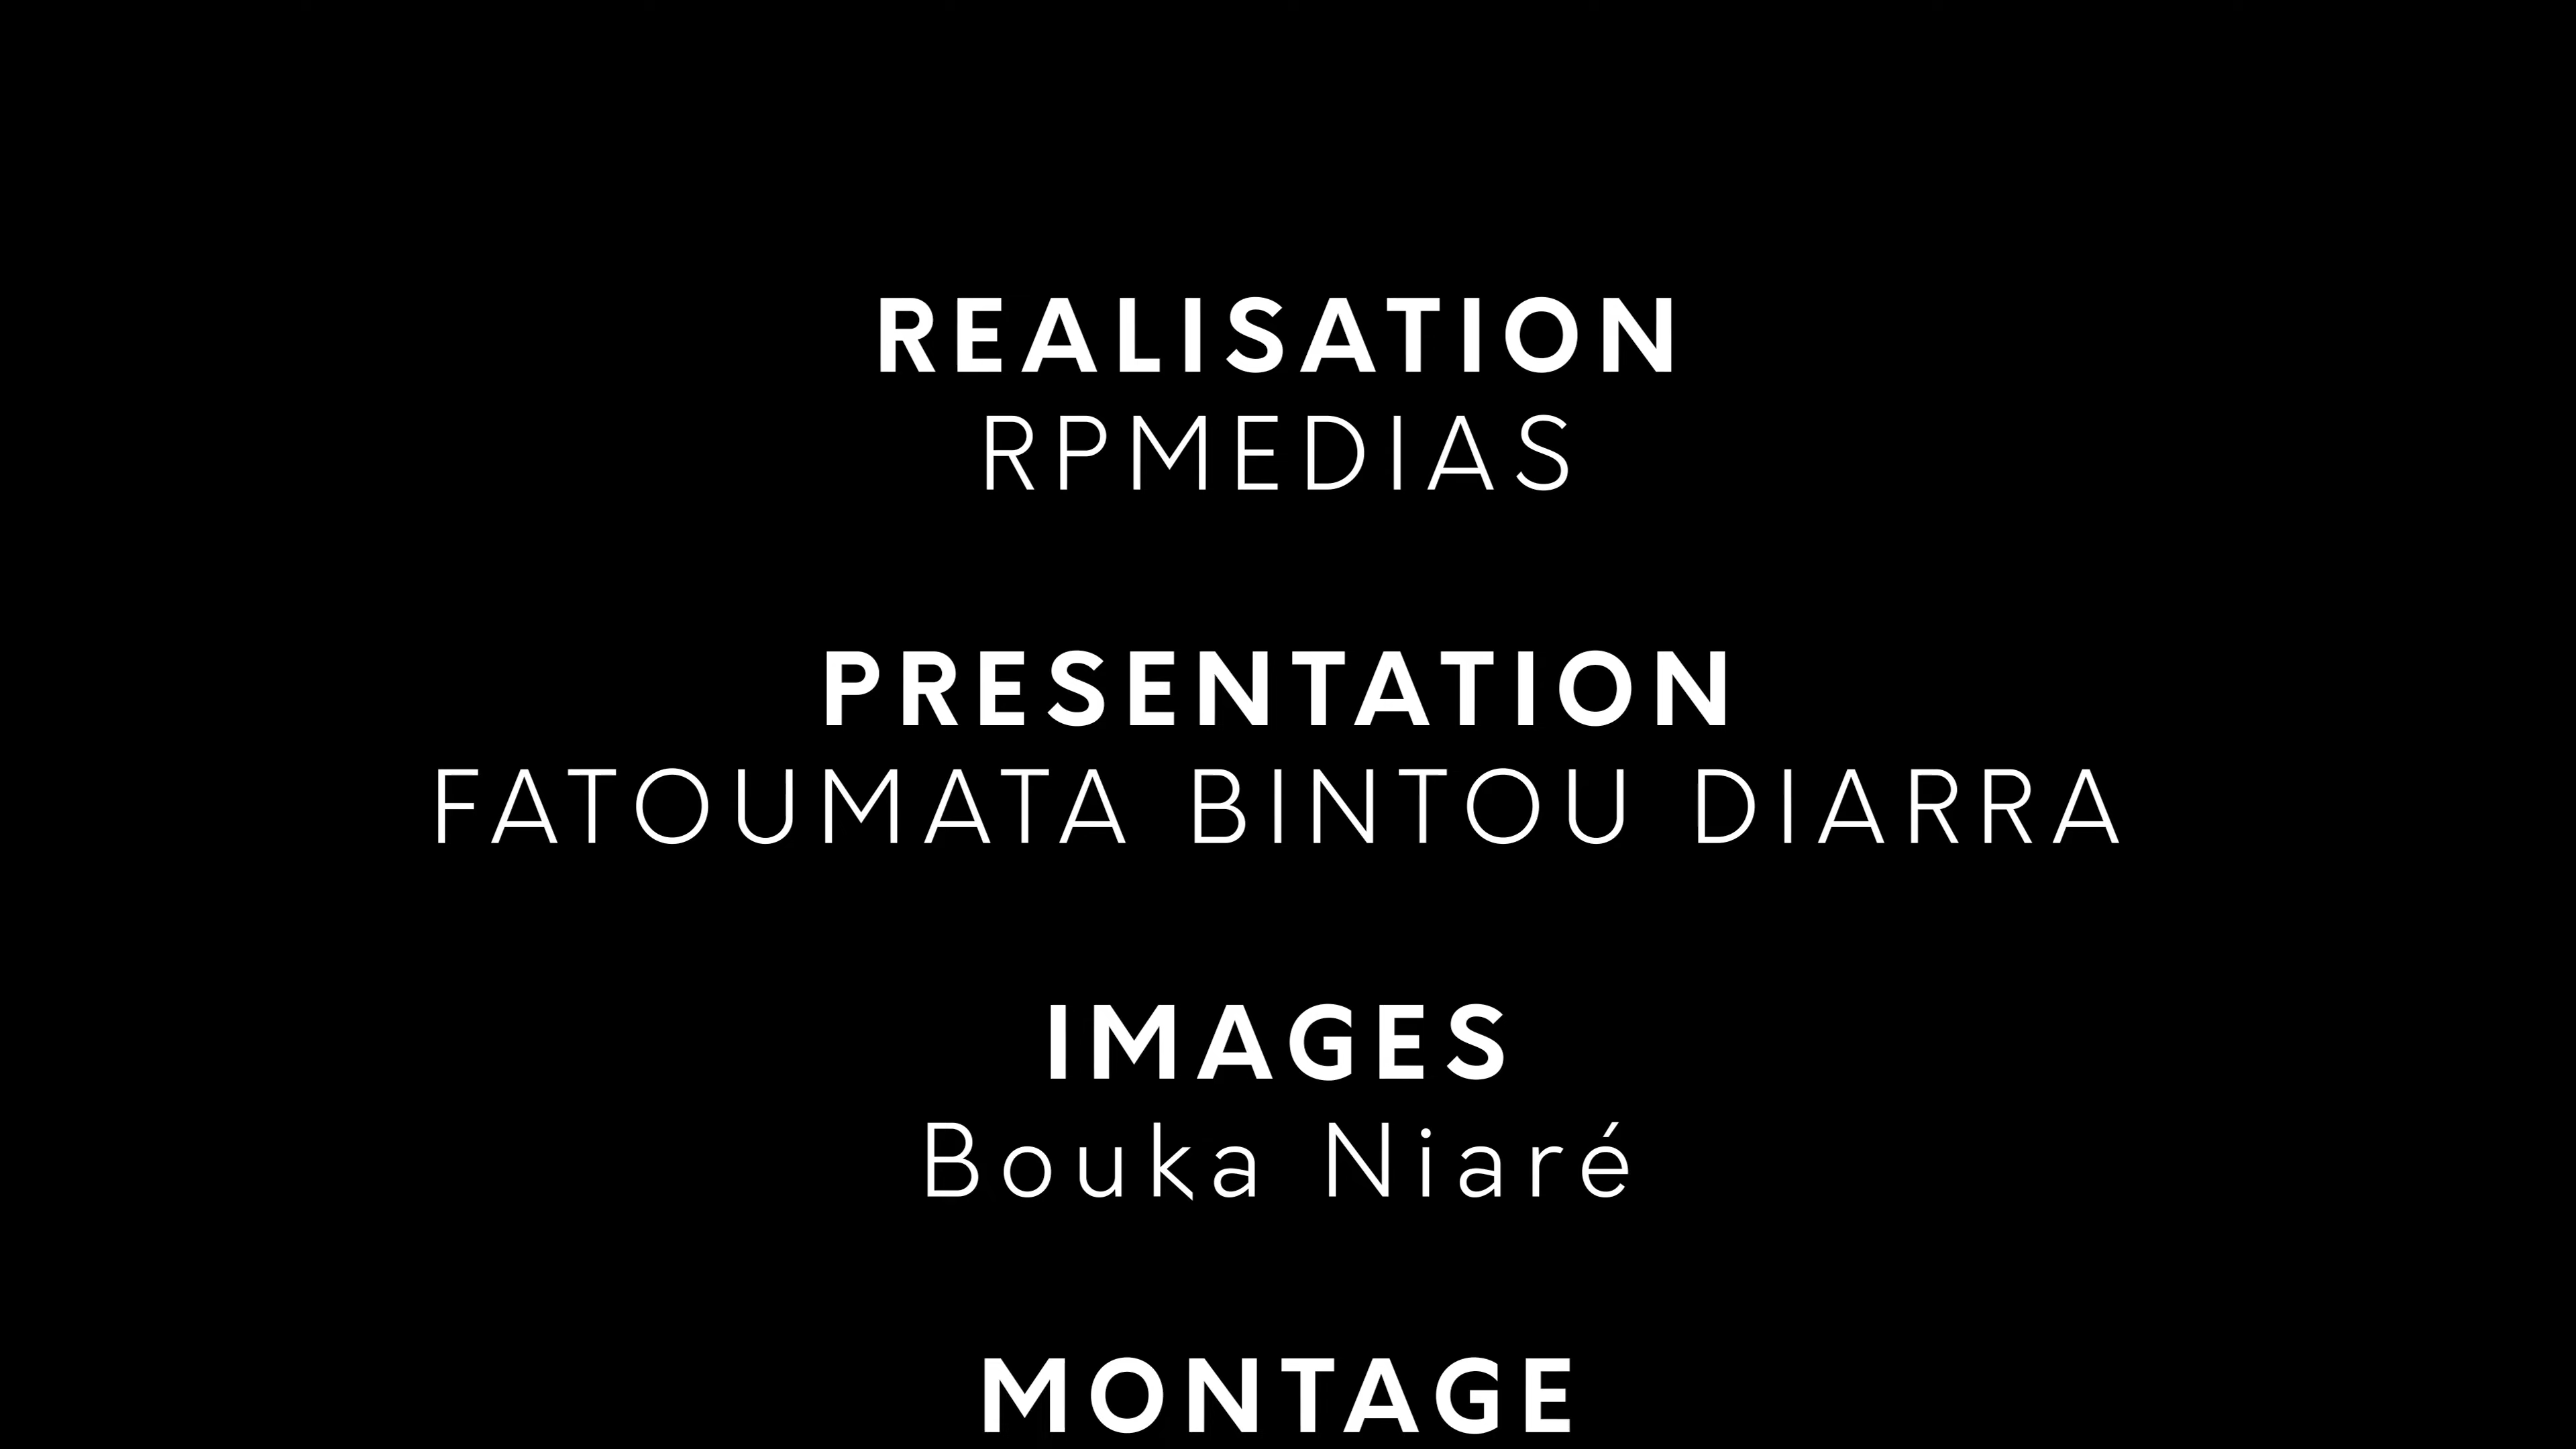 REALISATION
RPMEDIAS
PRESENTATION
FATOUMATA BINTOU DIARRA
IMAGES
Bouka Niaré
MONTAGE